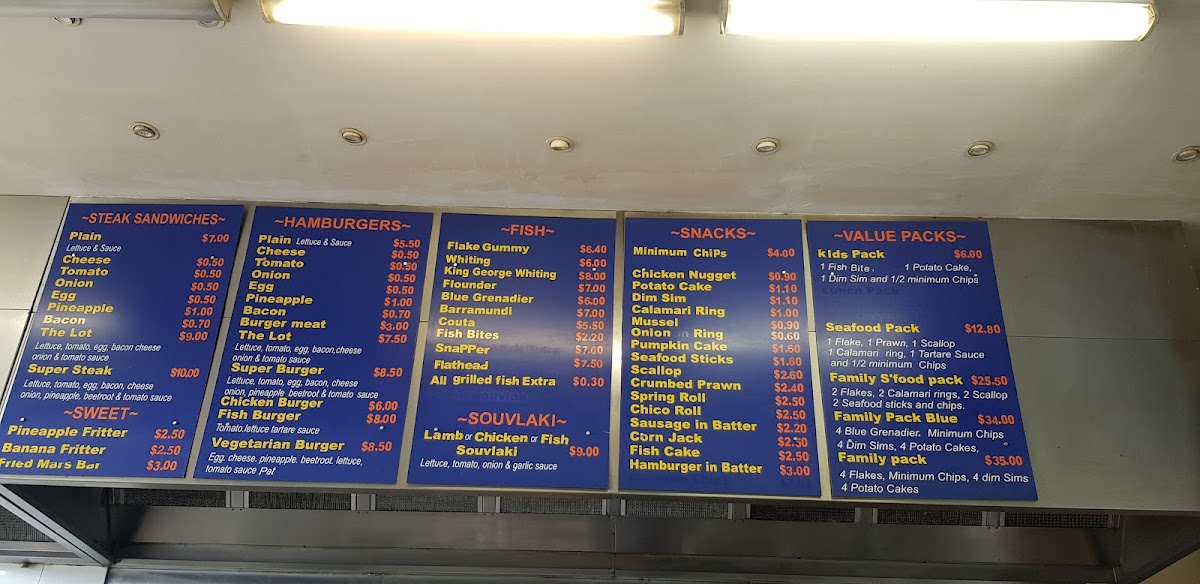 ~STEAK SANDWICHES~
Plain $7.00
Lettuce & Sauce
Cheese $0.50
Tomato $0.50
Onion $0.50
Egg $0.50
Pineapple $1.00
Bacon $0.70
The Lot $9.00
Lettuce, tomato, egg, bacon cheese
onion & tomato sauce
Super Steak $10.00
Lettuce, tomato, egg, bacon, cheese
onion, pineapple, beetroot & tomato sauce
~SWEET~
Pineapple Fritter $2.50
Banana Fritter $2.50
Fried Mars Bar $3.00
~HAMBURGERS~
Plain Lettuce & Sauce $5.50
Cheese $0.50
Tomato $0.50
Onion $0.50
Egg $0.50
Pineapple $1.00
Bacon $0.70
Burger meat $3.00
The Lot $7.50
Lettuce, tomato, egg, bacon,cheese
onion & tomato sauce
Super Burger $8.50
Lettuce, tomato, egg, bacon, cheese
onion, pineapple, beetroot & tomato sauce
Chicken Burger $6.00
Fish Burger $8.00
Tomato,lettuce tartare sauce
Vegetarian Burger $8.50
Egg. cheese. pineapple. beetroot. lettuce,
tomato sauce Pat
~FISH~
Flake Gummy $6.40
Whiting $6.00
King George Whiting $8.00
Flounder $7.00
Blue Grenadier $6.00
Barramundi $7.00
Couta $5.50
Fish Bites $2.20
SnaPPer $7.00
Flathead $7.50
All grilled fish Extra $0.30
~SOUVLAKI~
Lamb or Chicken or Fish
Souvlaki $9.00
Lettuce, tomato, onion & garlic sauce
~SNACKS~
Minimum ChiPs $4.00
Chicken Nugget $0.90
Potato Cake $1.10
Dim Sim $1.10
Calamari Ring $1.00
Mussel $0.90
Onion Ring $0.60
Pumpkin Cake $1.60
Seafood Sticks $1.60
Scallop $2.60
Crumbed Prawn $2.40
Spring Roll $2.50
Chico Roll $2.50
Sausage in Batter $2.20
Corn Jack $2.50
Fish Cake $2.50
Hamburger in Batter $3.00
~VALUE PACKS~
kIds Pack $6.00
1 Fish Bite. 1 Potato Cake,
1 Dim Sim and 1/2 minimum Chips
Lunch Pack
Seafood Pack $12.80
1 Flake, 1 Prawn, 1 Scallop
1 Calamari ring, 1 Tartare Sauce
and 1/2 minimum Chips
Family S'food pack $25.50
2 Flakes, 2 Calamari rings, 2 Scallop
2 Seafood sticks and chips.
Family Pack Blue $34.00
4 Blue Grenadier. Minimum Chips
4 Dim Sims, 4 Potato Cakes,
Family pack $35.00
4 Flakes, Minimum Chips, 4 dim Sims
4 Potato Cakes